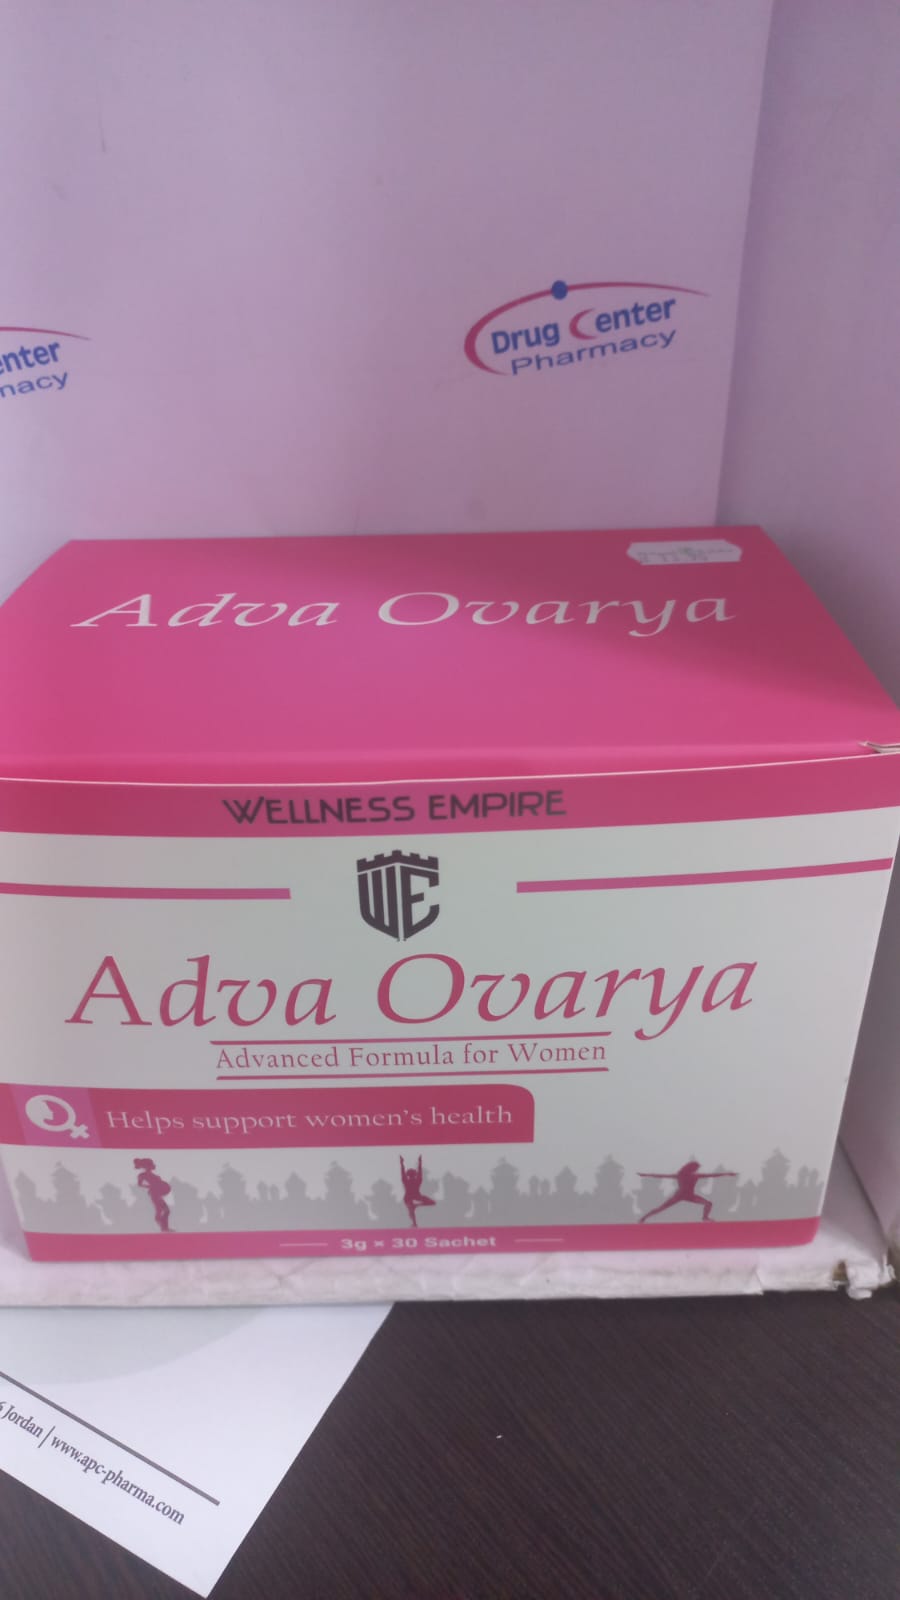 Drug Center
Pharmacy
enter
macy
Adva Ovarya
WELLNESS EMPIRE
WE
Adva Ovarya
Advanced Formula for Women
Helps support women's health
3g × 30 Sachet
Jordan | www.apc-pharma.com